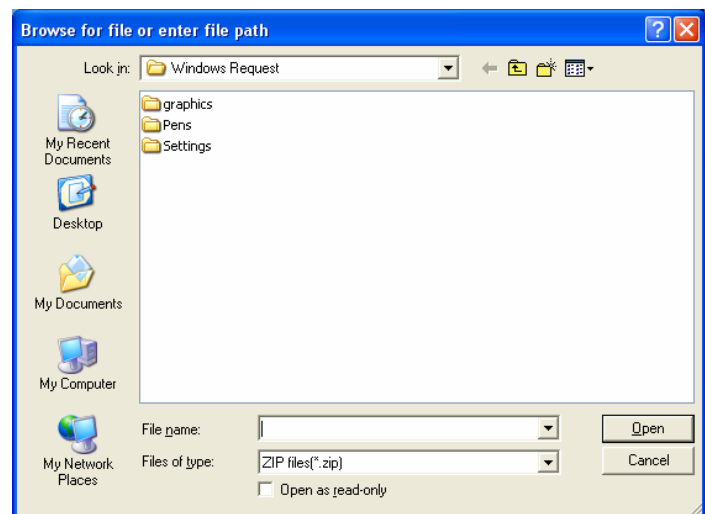 Browse for file or enter file path
Look in:
Windows Request
graphics
Pens
Settings
My Recent
Documents
Desktop
My Documents
My Computer
My Network
Places
File name:
Open
Files of type:
ZIP files(*.zip)
Cancel
Open as read-only